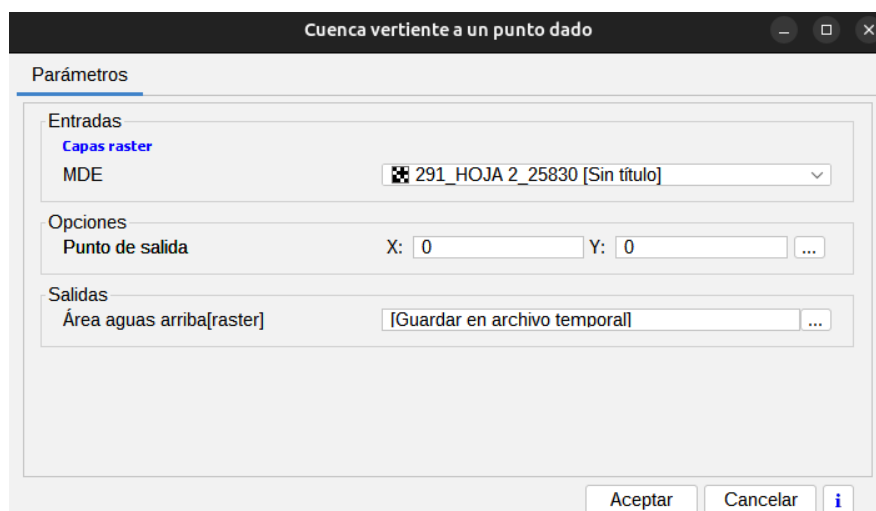 Cuenca vertiente a un punto dado
Parámetros
Entradas
Capas raster
MDE 291_HOJA 2_25830 [Sin título]
Opciones
Punto de salida X: 0 Y: 0 ...
Salidas
Área aguas arriba[raster] [Guardar en archivo temporal] ...
Aceptar Cancelar i